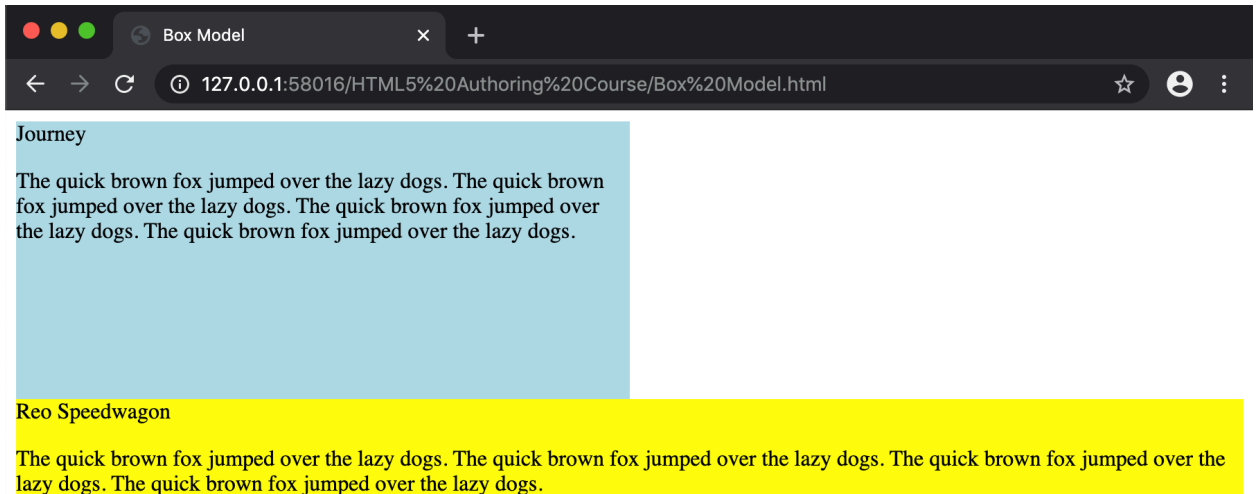 Box Model
127.0.0.1:58016/HTML5%20Authoring%20Course/Box%20Model.html
Journey
The quick brown fox jumped over the lazy dogs. The quick brown
fox jumped over the lazy dogs. The quick brown fox jumped over
the lazy dogs. The quick brown fox jumped over the lazy dogs.
Reo Speedwagon
The quick brown fox jumped over the lazy dogs. The quick brown fox jumped over the lazy dogs. The quick brown fox jumped over the
lazy dogs. The quick brown fox jumped over the lazy dogs.